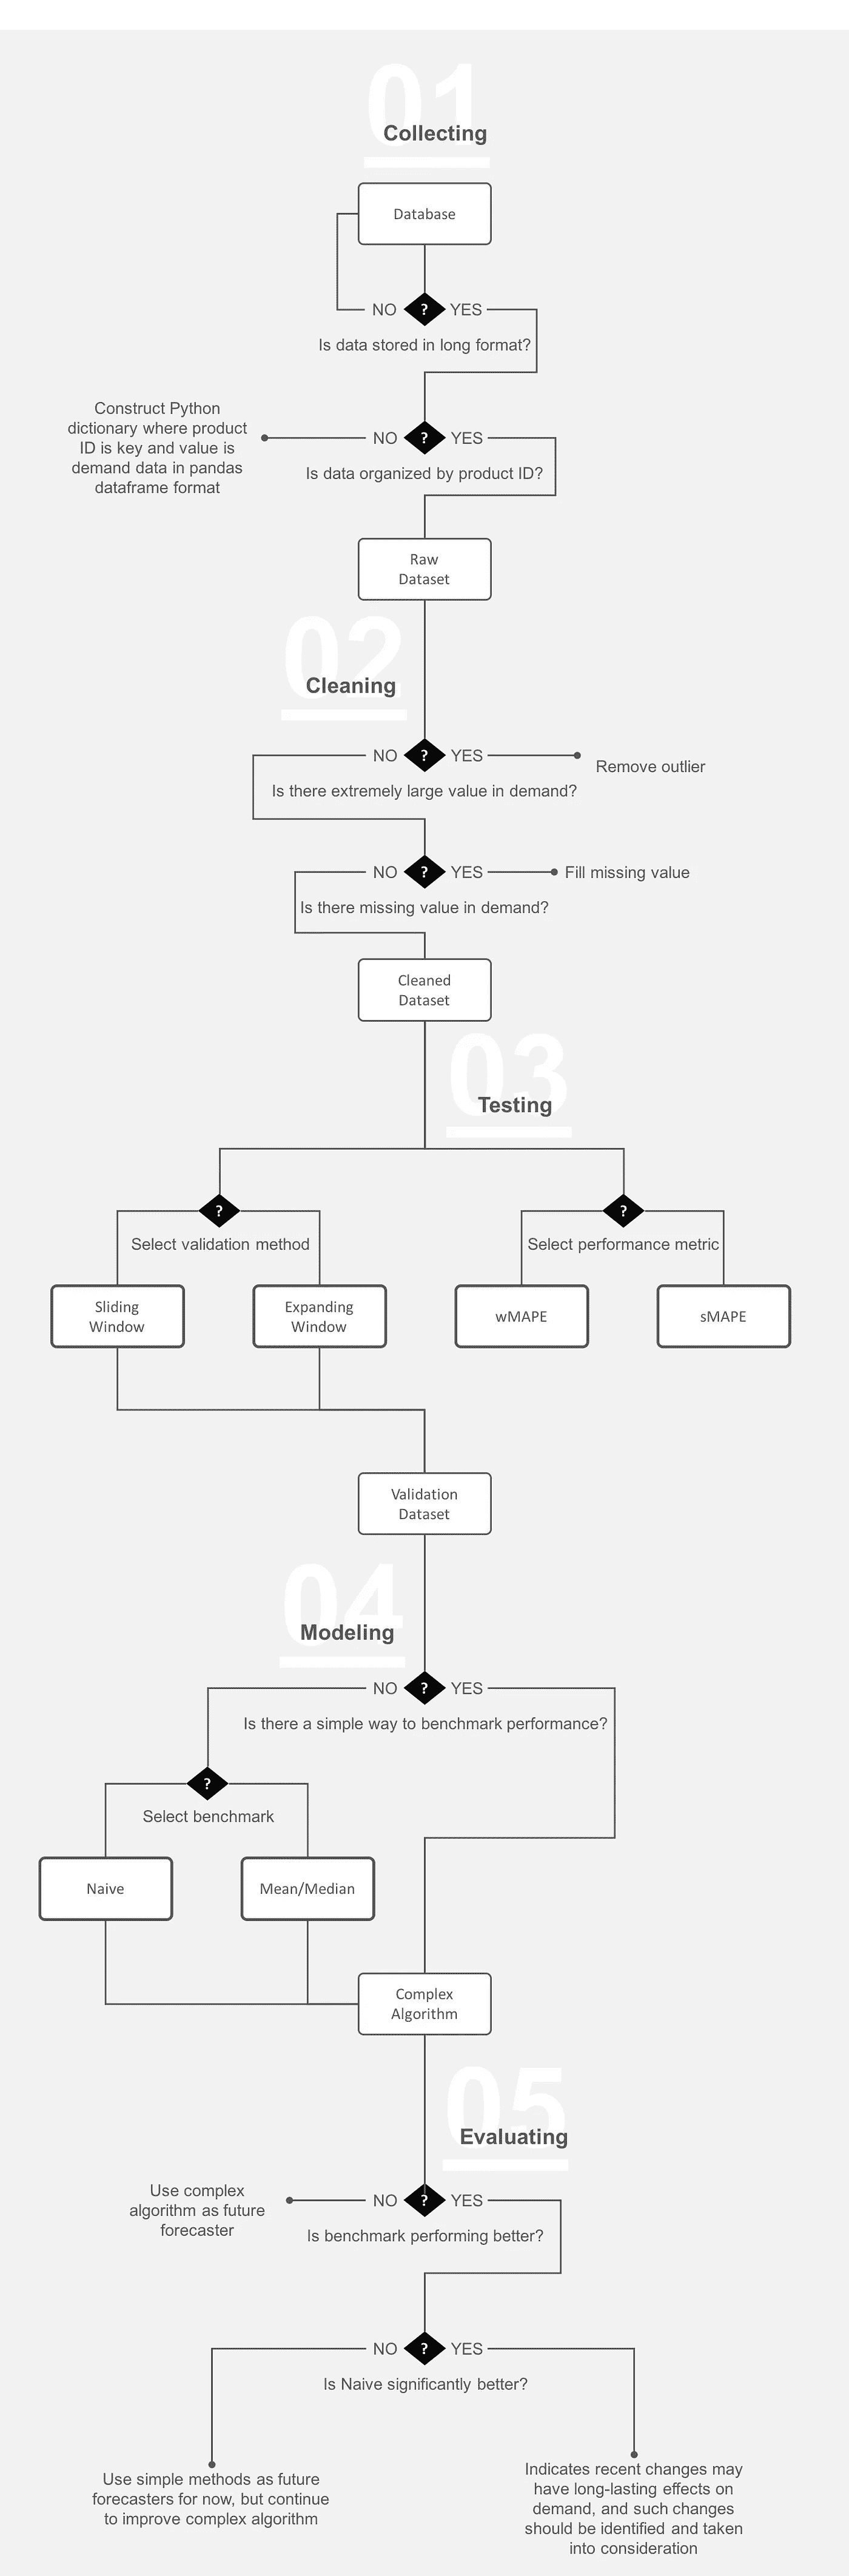 01
Collecting
Database
NO ? YES
Is data stored in long format?
Construct Python
dictionary where product
ID is key and value is
demand data in pandas
dataframe format
NO ? YES
Is data organized by product ID?
Raw
Dataset
02
Cleaning
NO ? YES
Remove outlier
Is there extremely large value in demand?
NO ? YES
Fill missing value
Is there missing value in demand?
Cleaned
Dataset
03
Testing
?
Select validation method
?
Select performance metric
Sliding
Window
Expanding
Window
wMAPE
sMAPE
Validation
Dataset
04
Modeling
NO ? YES
Is there a simple way to benchmark performance?
?
Select benchmark
Naive
Mean/Median
Complex
Algorithm
05
Evaluating
Use complex
algorithm as future
forecaster
NO ? YES
Is benchmark performing better?
NO ? YES
Is Naive significantly better?
Use simple methods as future
forecasters for now, but continue
to improve complex algorithm
Indicates recent changes may
have long-lasting effects on
demand, and such changes
should be identified and taken
into consideration